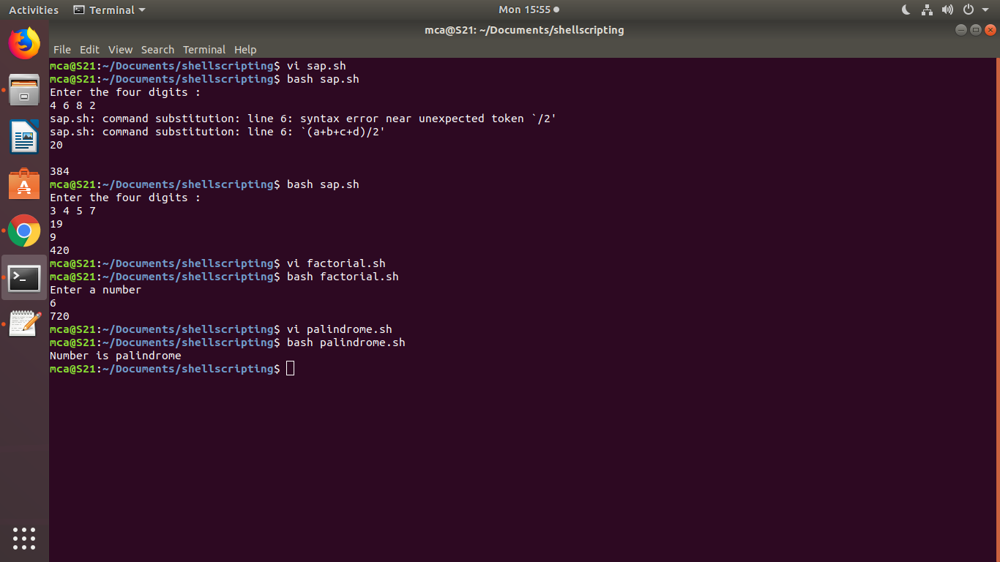 Activities Terminal Mon 15:55
mca@S21: ~/Documents/shellscripting
File Edit View Search Terminal Help
mca@S21:~/Documents/shellscripting$ vi sap.sh
mca@S21:~/Documents/shellscripting$ bash sap.sh
Enter the four digits :
4 6 8 2
sap.sh: command substitution: line 6: syntax error near unexpected token `/2'
sap.sh: command substitution: line 6: `(a+b+c+d)/2'
20

384
mca@S21:~/Documents/shellscripting$ bash sap.sh
Enter the four digits :
3 4 5 7
19
9
420
mca@S21:~/Documents/shellscripting$ vi factorial.sh
mca@S21:~/Documents/shellscripting$ bash factorial.sh
Enter a number
6
720
mca@S21:~/Documents/shellscripting$ vi palindrome.sh
mca@S21:~/Documents/shellscripting$ bash palindrome.sh
Number is palindrome
mca@S21:~/Documents/shellscripting$